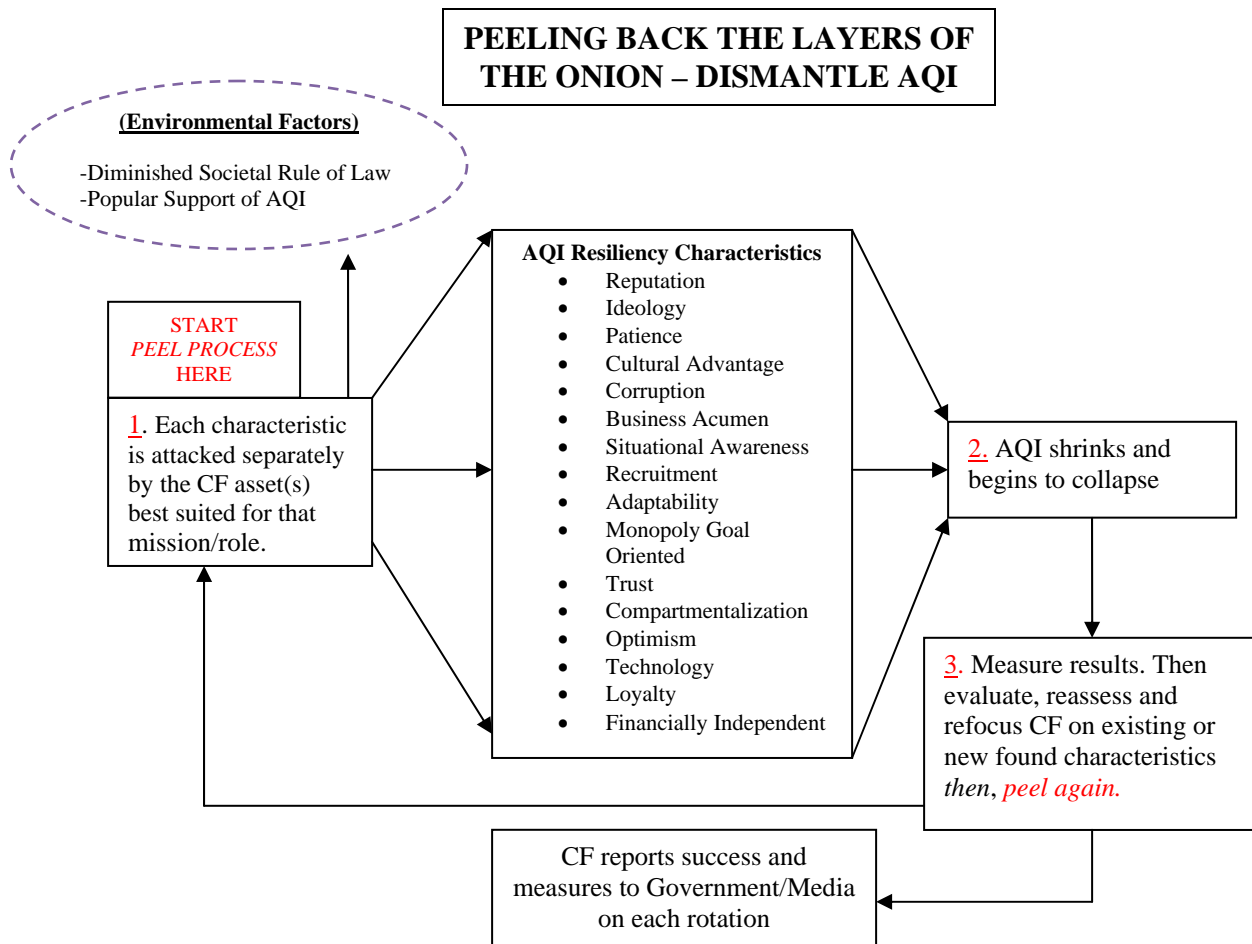 PEELING BACK THE LAYERS OF
THE ONION – DISMANTLE AQI
(Environmental Factors)
-Diminished Societal Rule of Law
-Popular Support of AQI
START
PEEL PROCESS
HERE
1. Each characteristic
is attacked separately
by the CF asset(s)
best suited for that
mission/role.
AQI Resiliency Characteristics
• Reputation
• Ideology
• Patience
• Cultural Advantage
• Corruption
• Business Acumen
• Situational Awareness
• Recruitment
• Adaptability
• Monopoly Goal
Oriented
• Trust
• Compartmentalization
• Optimism
• Technology
• Loyalty
• Financially Independent
2. AQI shrinks and
begins to collapse
3. Measure results. Then
evaluate, reassess and
refocus CF on existing or
new found characteristics
then, peel again.
CF reports success and
measures to Government/Media
on each rotation